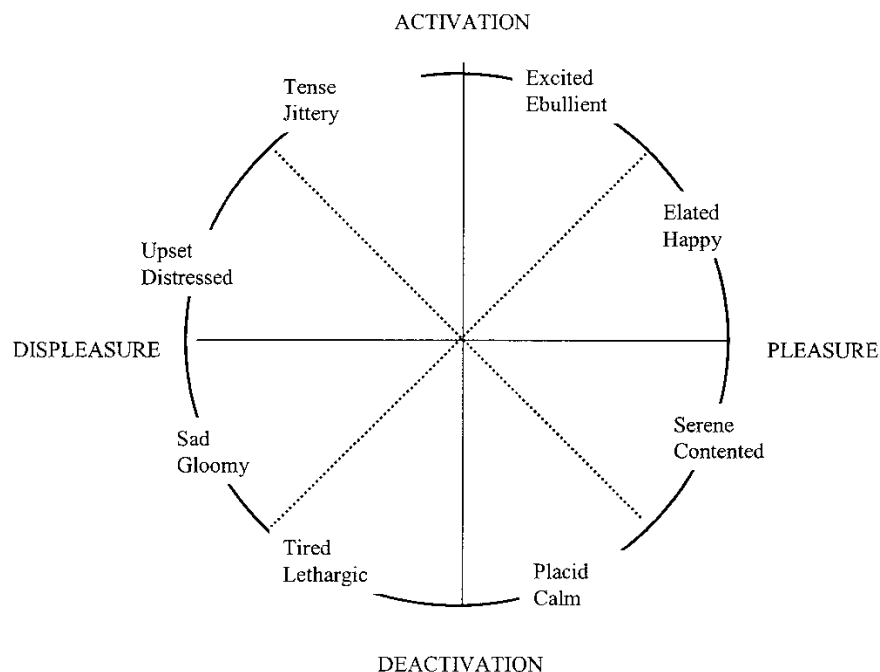 ACTIVATION
Tense
Jittery
Excited
Ebullient
Elated
Happy
Upset
Distressed
DISPLEASURE
PLEASURE
Sad
Gloomy
Serene
Contented
Tired
Lethargic
Placid
Calm
DEACTIVATION